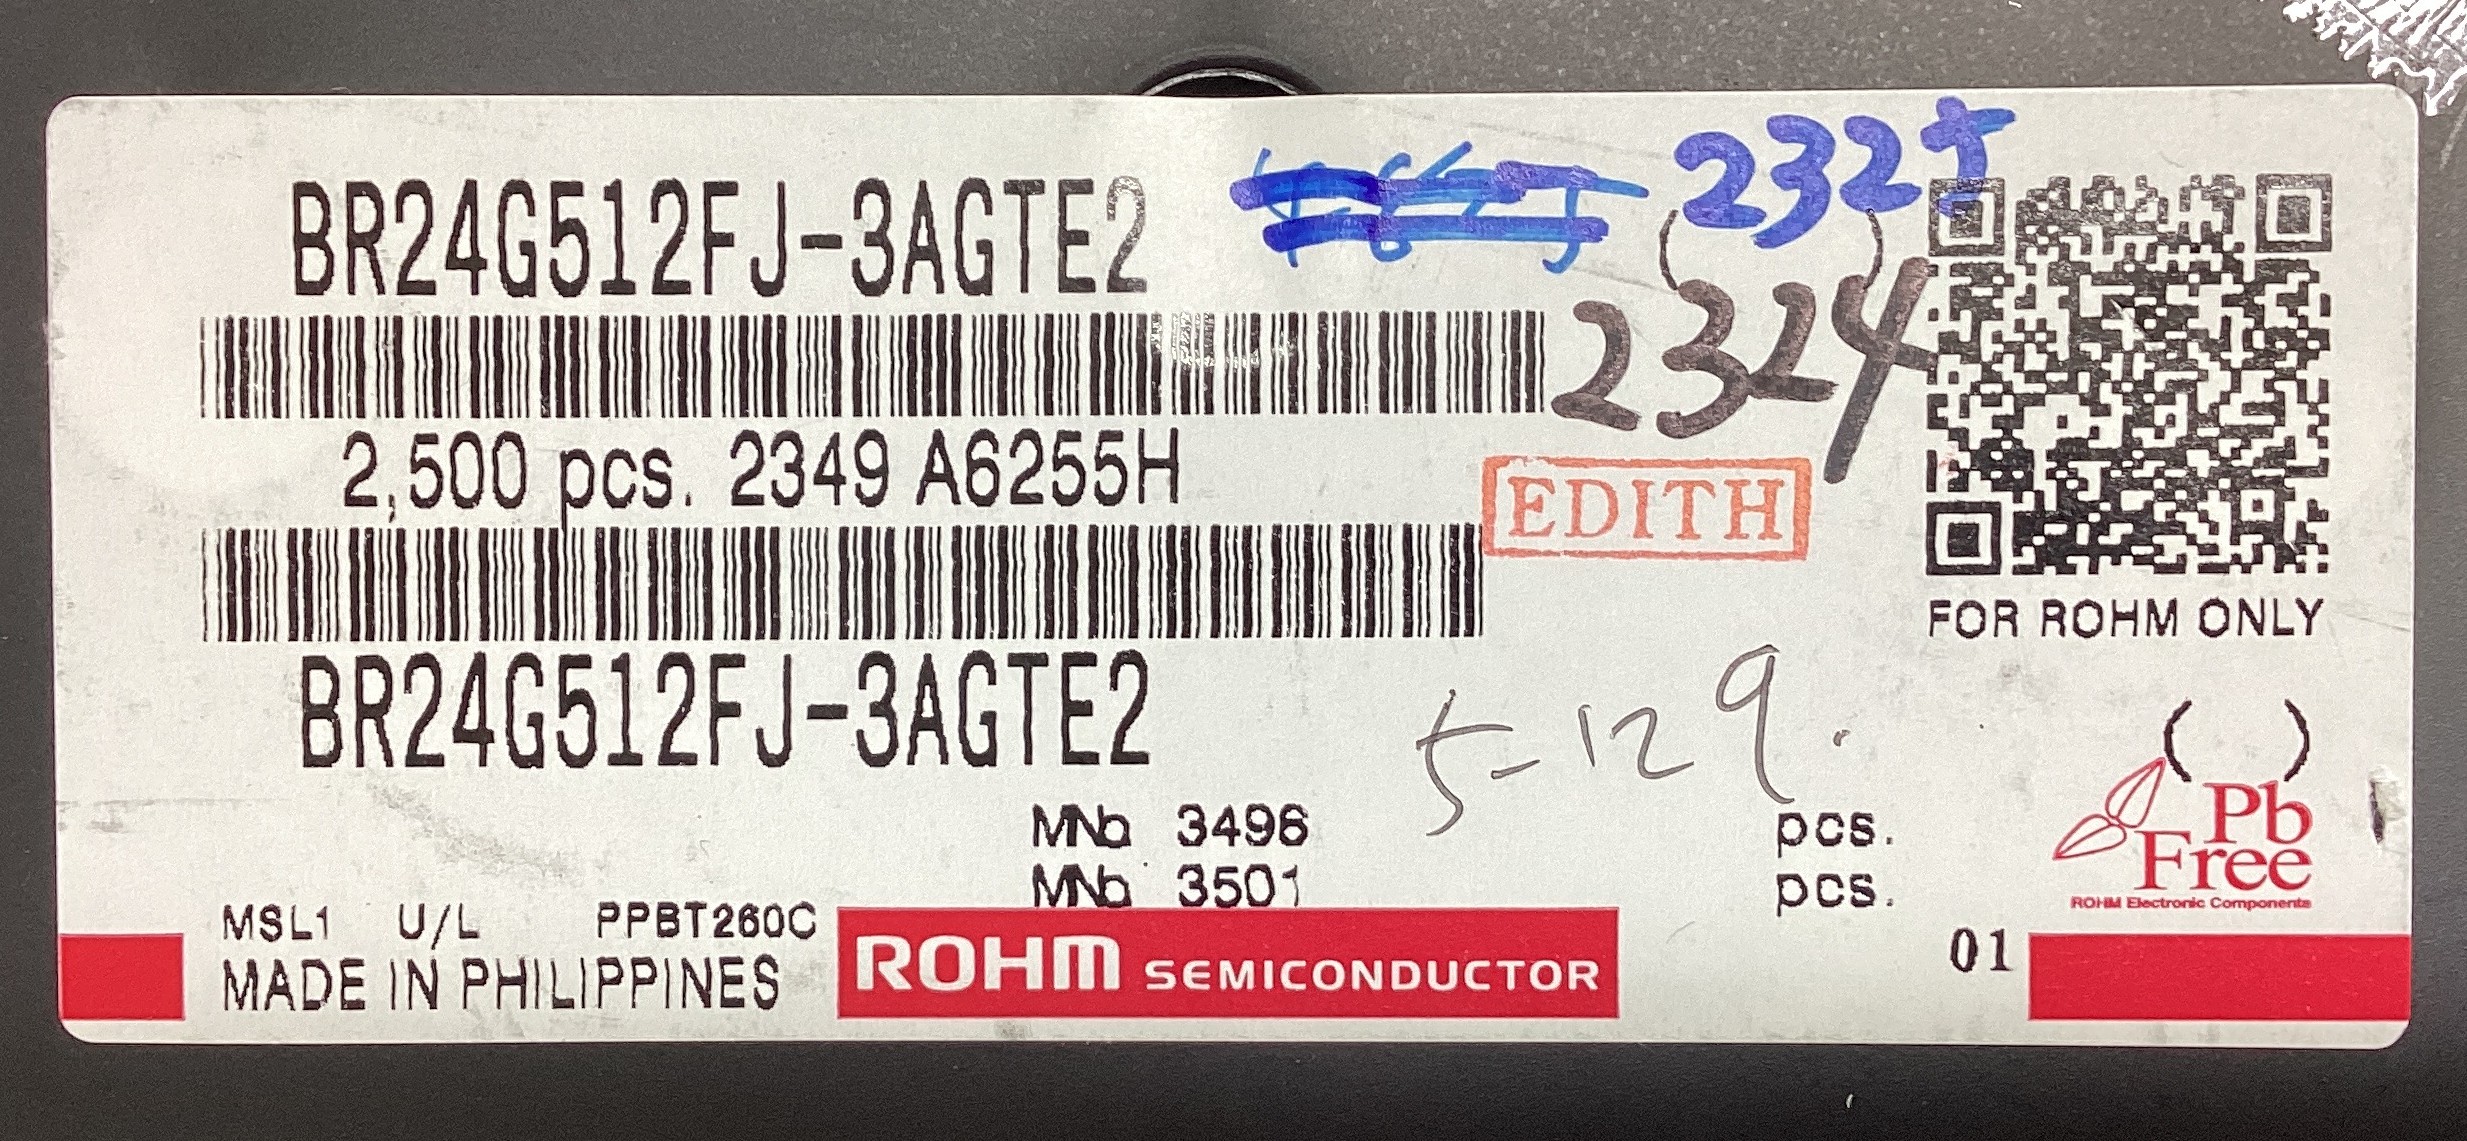 BR24G512FJ-3AGTE2
2325
( )
2324
2,500 pcs. 2349 A6255H
EDITH
FOR ROHM ONLY
BR24G512FJ-3AGTE2
5-129.
( )
MNo. 3496 pcs.
MNo. 3501 pcs.
Pb
Free
ROHM Electronic Components
MSL1 U/L PPBT260C
MADE IN PHILIPPINES
ROHM SEMICONDUCTOR
01